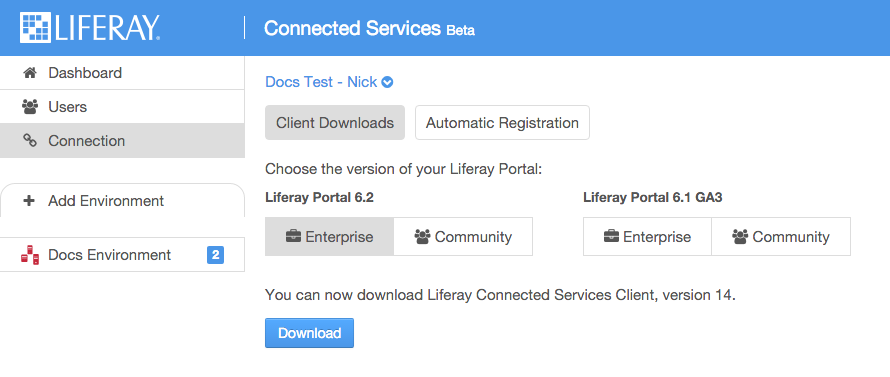 LIFERAY.
Connected Services Beta
Dashboard
Users
Connection
Add Environment
Docs Environment 2
Docs Test - Nick
Client Downloads Automatic Registration
Choose the version of your Liferay Portal:
Liferay Portal 6.2 Liferay Portal 6.1 GA3
Enterprise Community Enterprise Community
You can now download Liferay Connected Services Client, version 14.
Download